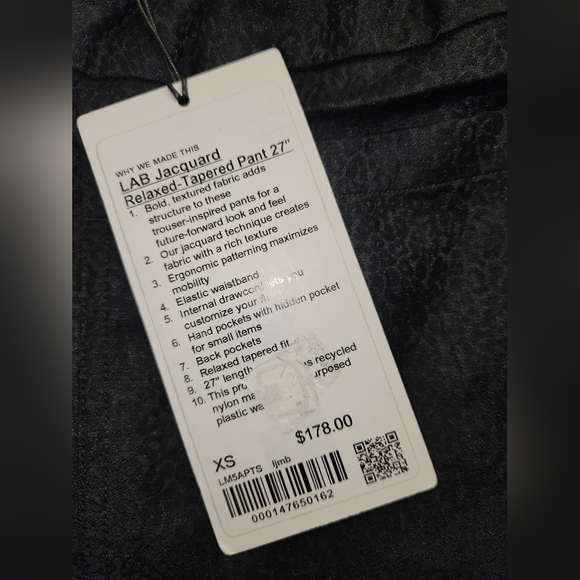 WHY WE MADE THIS
LAB Jacquard
Relaxed-Tapered Pant 27"
1. Bold, textured fabric adds
structure to these
trouser-inspired pants for a
future-forward look and feel
2. Our jacquard technique creates
fabric with a rich texture
3. Ergonomic patterning maximizes
mobility
4. Elastic waistband
5. Internal drawcord lets you
customize your
6. Hand pockets with hidden pocket
for small items
7. Back pockets
8. Relaxed tapered fit
9. 27" length
10. This recycled
nylon
plastic
$178.00
XS
LM5APTS ljmb
000147650162